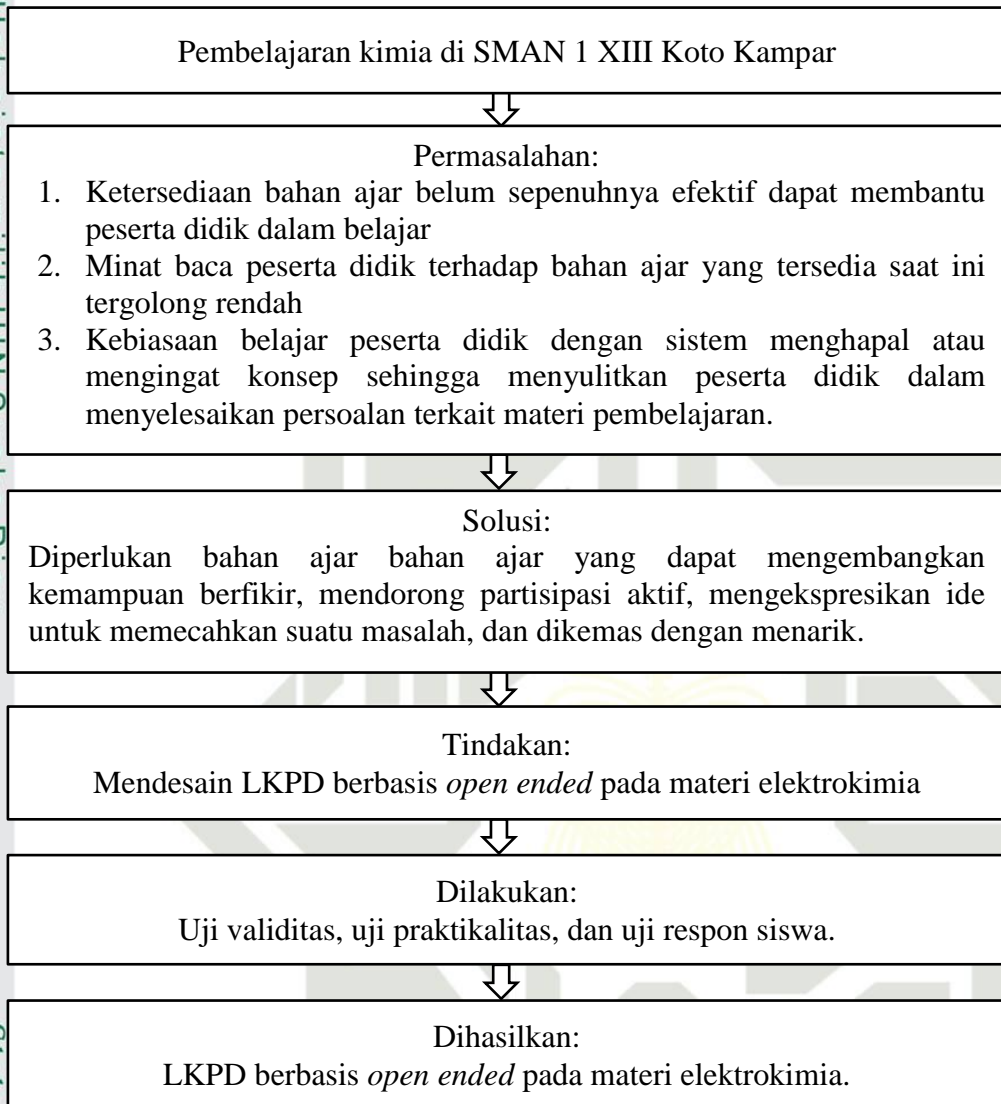 Pembelajaran kimia di SMAN 1 XIII Koto Kampar
Permasalahan:
1. Ketersediaan bahan ajar belum sepenuhnya efektif dapat membantu
peserta didik dalam belajar
2. Minat baca peserta didik terhadap bahan ajar yang tersedia saat ini
tergolong rendah
3. Kebiasaan belajar peserta didik dengan sistem menghapal atau
mengingat konsep sehingga menyulitkan peserta didik dalam
menyelesaikan persoalan terkait materi pembelajaran.
Solusi:
Diperlukan bahan ajar bahan ajar yang dapat mengembangkan
kemampuan berfikir, mendorong partisipasi aktif, mengekspresikan ide
untuk memecahkan suatu masalah, dan dikemas dengan menarik.
Tindakan:
Mendesain LKPD berbasis open ended pada materi elektrokimia
Dilakukan:
Uji validitas, uji praktikalitas, dan uji respon siswa.
Dihasilkan:
LKPD berbasis open ended pada materi elektrokimia.